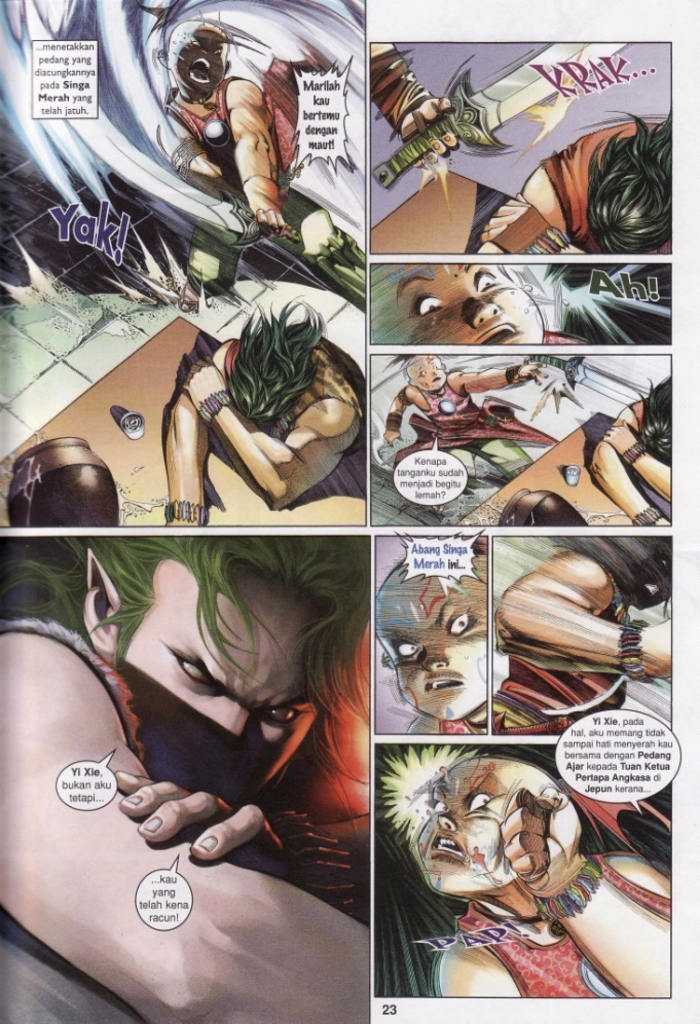 ...menetakkan
pedang yang
diacungkannya
pada Singa
Merah yang
telah jatuh.
Marilah
kau
bertemu
dengan
maut!
Yak!
KRAK...
Ah!
Kenapa
tanganku sudah
menjadi begitu
lemah?
Yi Xie,
bukan aku
tetapi...
...kau
yang
telah kena
racun!
Abang Singa
Merah ini...
Yi Xie, pada
hal, aku memang tidak
sampai hati menyerah kau
bersama dengan Pedang
Ajar kepada Tuan Ketua
Pertapa Angkasa di
Jepun kerana...
PAP!
23